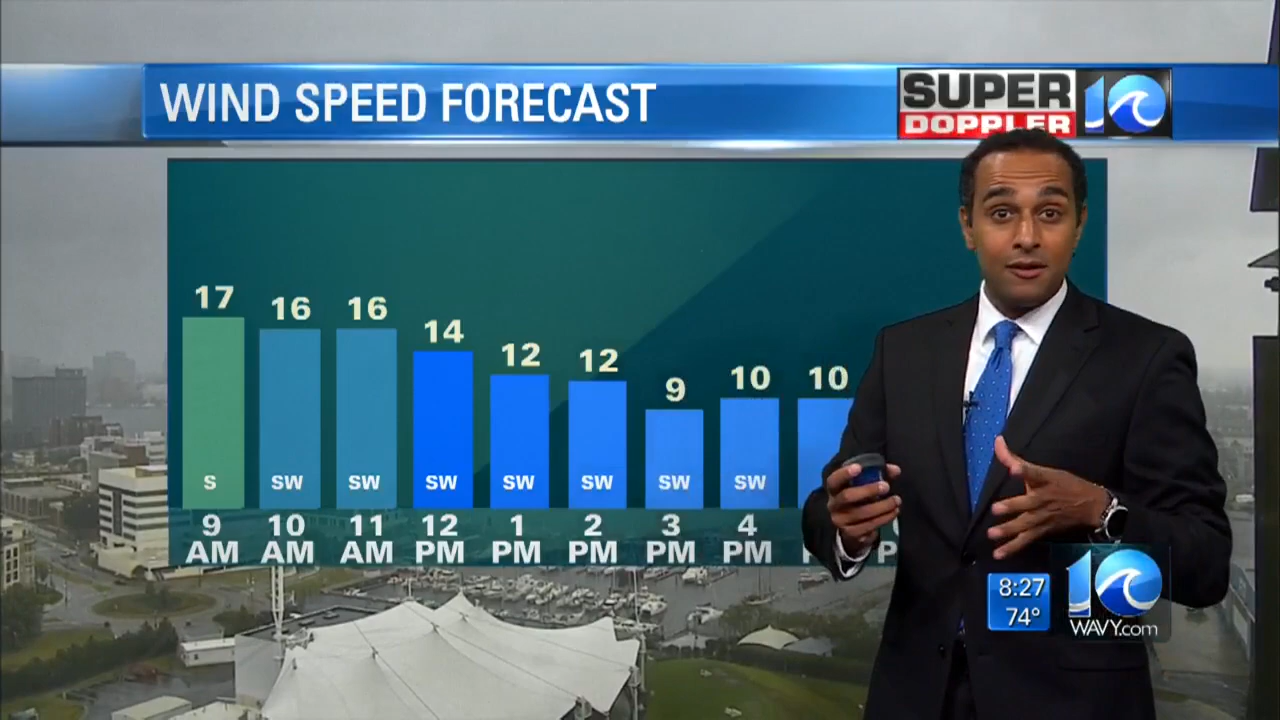 WIND SPEED FORECAST
SUPER
DOPPLER
10
17 16 16 14 12 12 9 10 10
S SW SW SW SW SW SW SW
9 10 11 12 1 2 3 4
AM AM AM PM PM PM PM PM
8:27
74°
10
WAVY.com